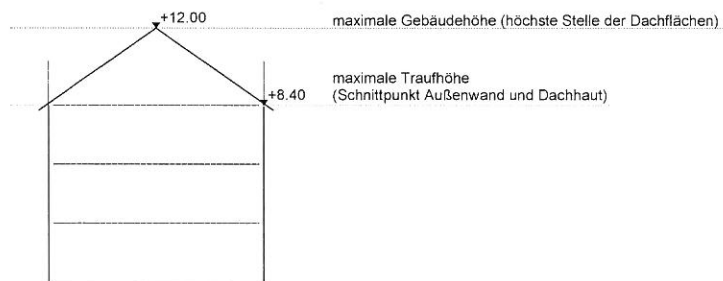 +12.00
maximale Gebäudehöhe (höchste Stelle der Dachflächen)
maximale Traufhöhe
+8.40
(Schnittpunkt Außenwand und Dachhaut)